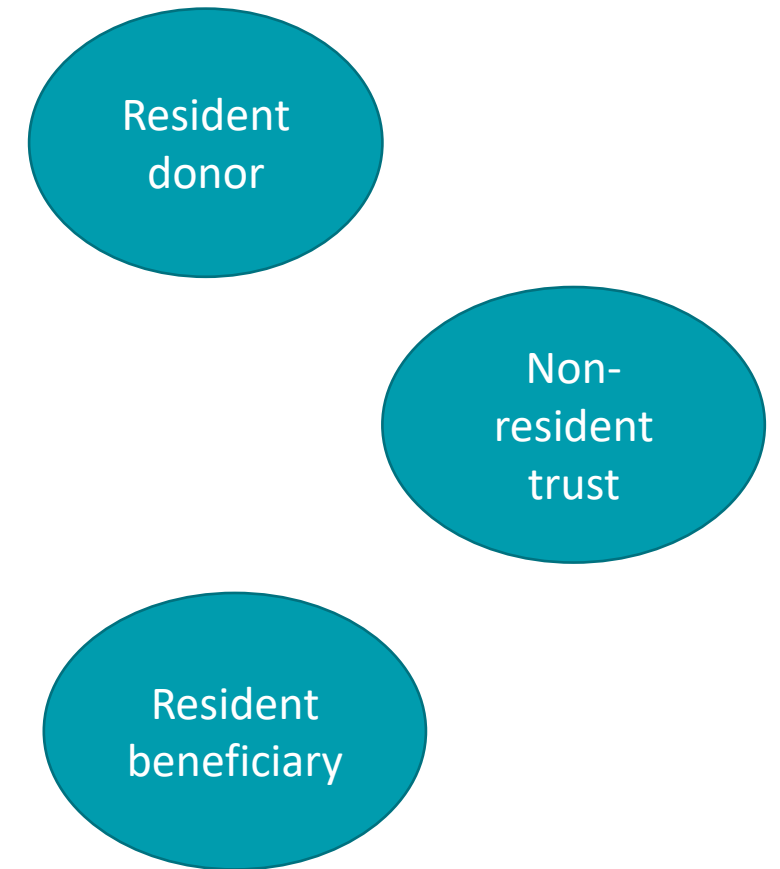 Resident
donor
Non-
resident
trust
Resident
beneficiary